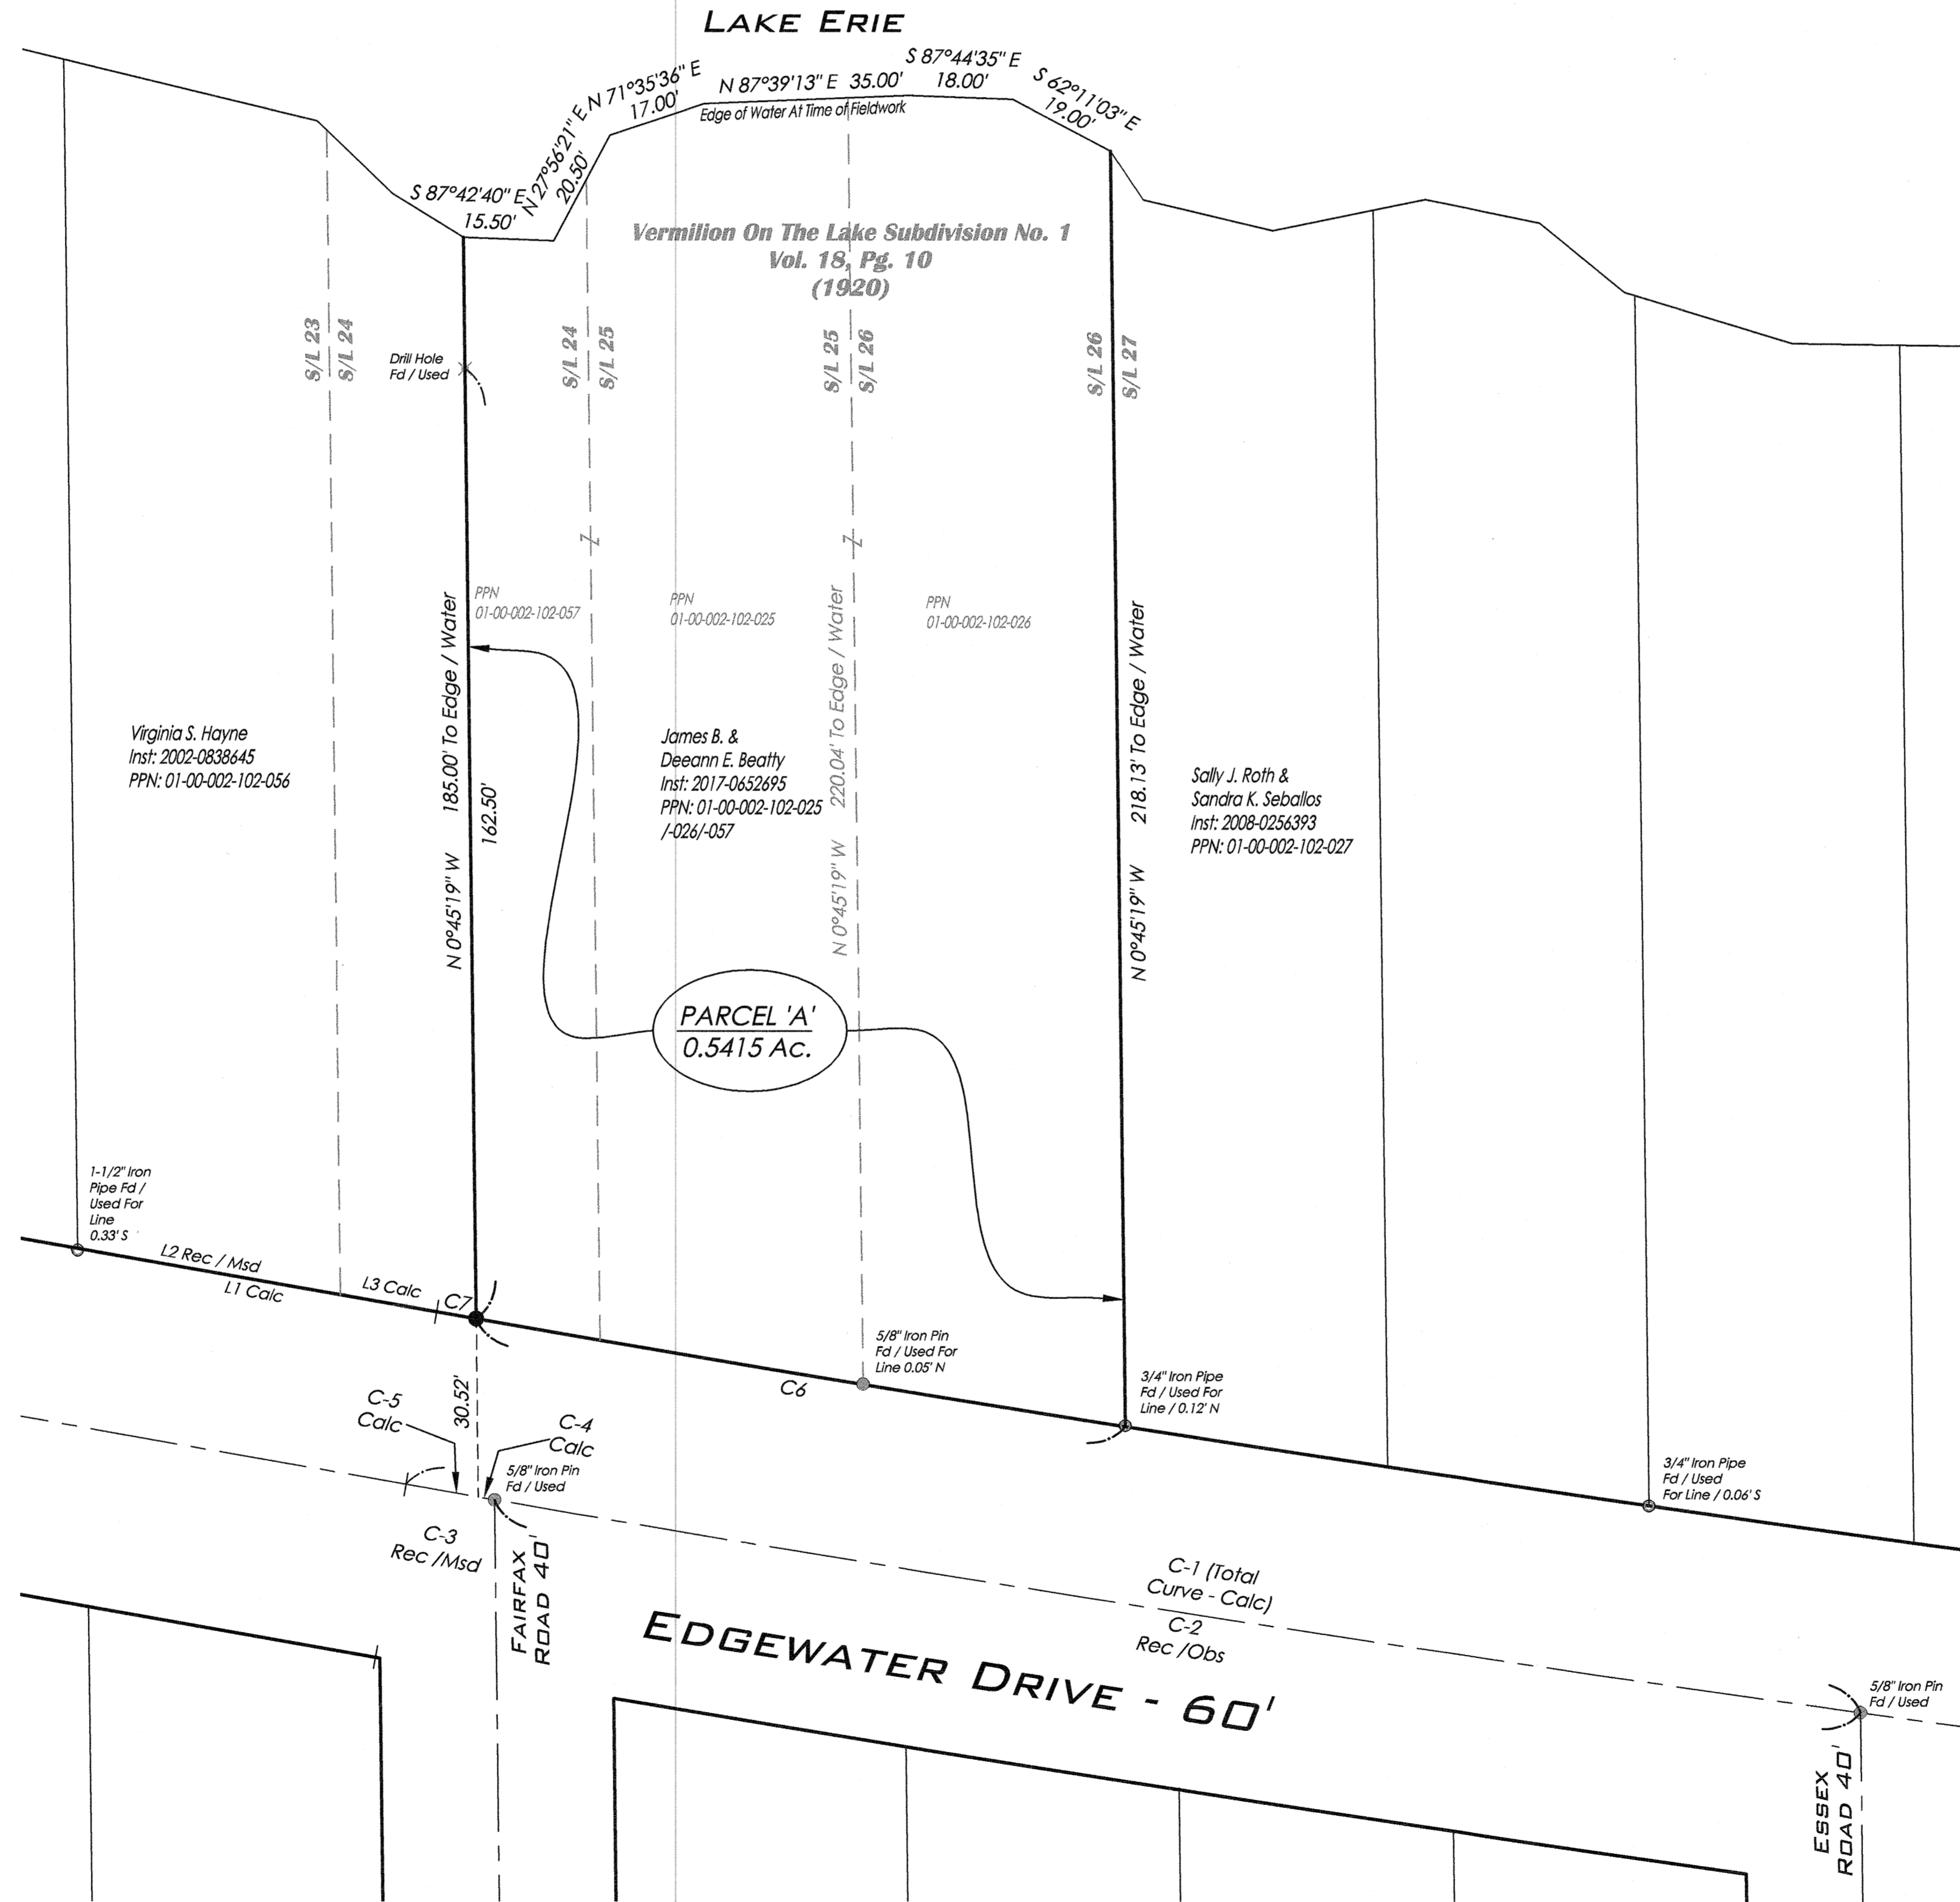 LAKE ERIE
S 87°44'35" E
18.00'
S 62°11'03" E
19.00'
N 87°39'13" E 35.00'
Edge of Water At Time of Fieldwork
N 71°35'36" E
17.00'
N 27°56'21" E
20.50'
S 87°42'40" E
15.50'
Vermilion On The Lake Subdivision No. 1
Vol. 18, Pg. 10
(1920)
S/L 23
S/L 24
Drill Hole
Fd / Used
S/L 24
S/L 25
S/L 25
S/L 26
S/L 26
S/L 27
PPN
01-00-002-102-057
PPN
01-00-002-102-025
PPN
01-00-002-102-026
N 0°45'19" W 185.00' To Edge / Water
162.50'
N 0°45'19" W 220.04' To Edge / Water
N 0°45'19" W 218.13' To Edge / Water
Virginia S. Hayne
Inst: 2002-0838645
PPN: 01-00-002-102-056
James B. &
Deeann E. Beatty
Inst: 2017-0652695
PPN: 01-00-002-102-025
/-026/-057
Sally J. Roth &
Sandra K. Seballos
Inst: 2008-0256393
PPN: 01-00-002-102-027
PARCEL 'A'
0.5415 Ac.
1-1/2" Iron
Pipe Fd /
Used For
Line
0.33' S
L2 Rec / Msd
L1 Calc
L3 Calc
C7
5/8" Iron Pin
Fd / Used For
Line 0.05' N
C6
3/4" Iron Pipe
Fd / Used For
Line / 0.12' N
30.52'
C-5
Calc
C-4
Calc
5/8" Iron Pin
Fd / Used
3/4" Iron Pipe
Fd / Used
For Line / 0.06' S
C-3
Rec /Msd
FAIRFAX
ROAD 40'
C-1 (Total
Curve - Calc)
C-2
Rec /Obs
EDGEWATER DRIVE - 60'
5/8" Iron Pin
Fd / Used
ESSEX
ROAD 40'